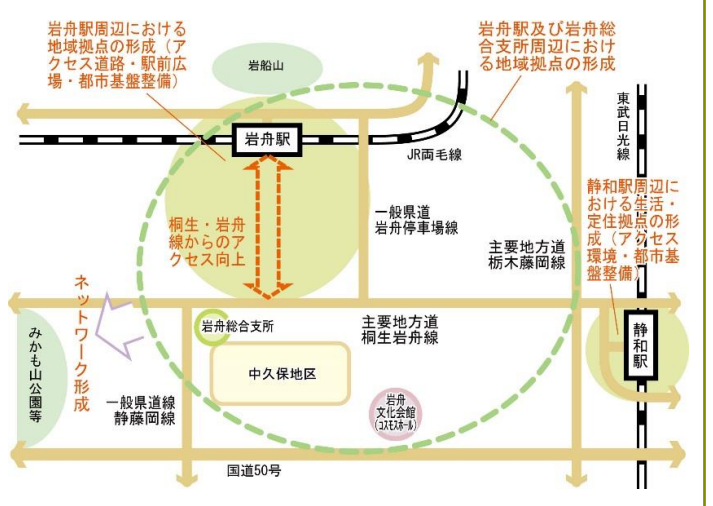 岩舟駅周辺における
地域拠点の形成（ア
クセス道路・駅前広
場・都市基盤整備）
岩船山
岩舟駅及び岩舟総
合支所周辺におけ
る地域拠点の形成
岩舟駅
JR両毛線
東武日光線
桐生・岩舟
線からのア
クセス向上
一般県道
岩舟停車場線
主要地方道
栃木藤岡線
静和駅周辺に
おける生活・
定住拠点の形
成（アクセス
環境・都市基
盤整備）
ネットワーク形成
みかも山公園等
岩舟総合支所
主要地方道
桐生岩舟線
静和駅
中久保地区
一般県道線
静藤岡線
岩舟
文化会館
(コスモスホール)
国道50号